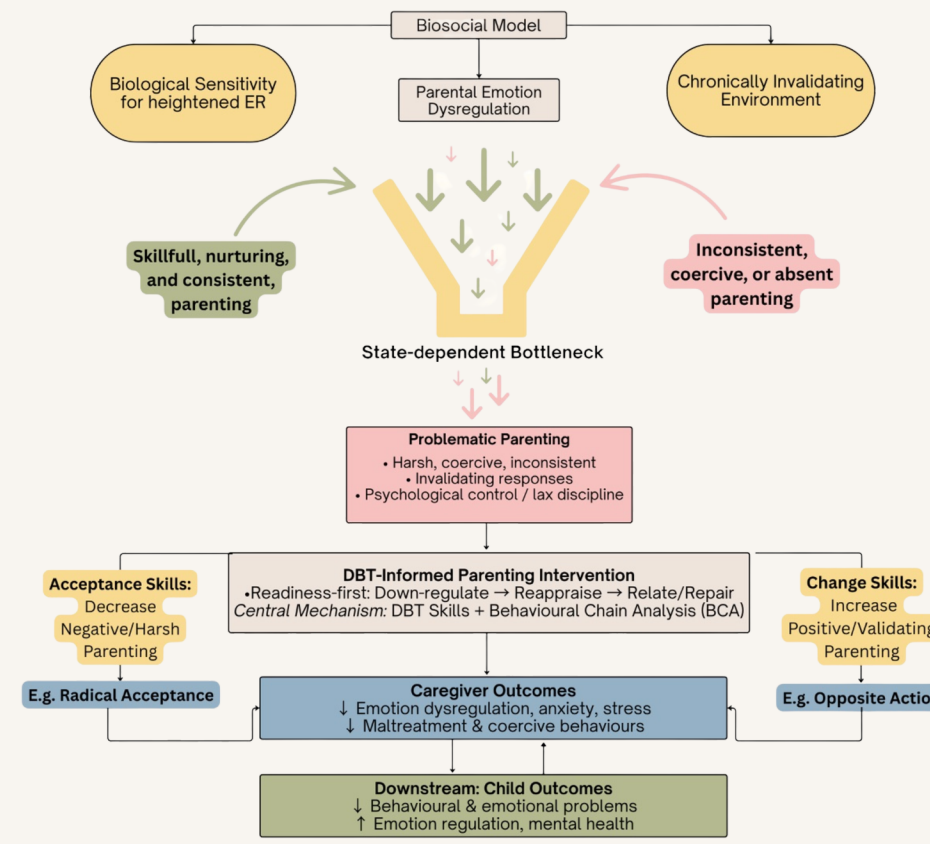 Biosocial Model
Biological Sensitivity
for heightened ER
Parental Emotion
Dysregulation
Chronically Invalidating
Environment
Skillfull, nurturing,
and consistent,
parenting
Inconsistent,
coercive, or absent
parenting
State-dependent Bottleneck
Problematic Parenting
• Harsh, coercive, inconsistent
• Invalidating responses
• Psychological control / lax discipline
DBT-Informed Parenting Intervention
•Readiness-first: Down-regulate → Reappraise → Relate/Repair
Central Mechanism: DBT Skills + Behavioural Chain Analysis (BCA)
Acceptance Skills:
Decrease
Negative/Harsh
Parenting
E.g. Radical Acceptance
Change Skills:
Increase
Positive/Validating
Parenting
E.g. Opposite Actio
Caregiver Outcomes
↓ Emotion dysregulation, anxiety, stress
↓ Maltreatment & coercive behaviours
Downstream: Child Outcomes
↓ Behavioural & emotional problems
↑ Emotion regulation, mental health